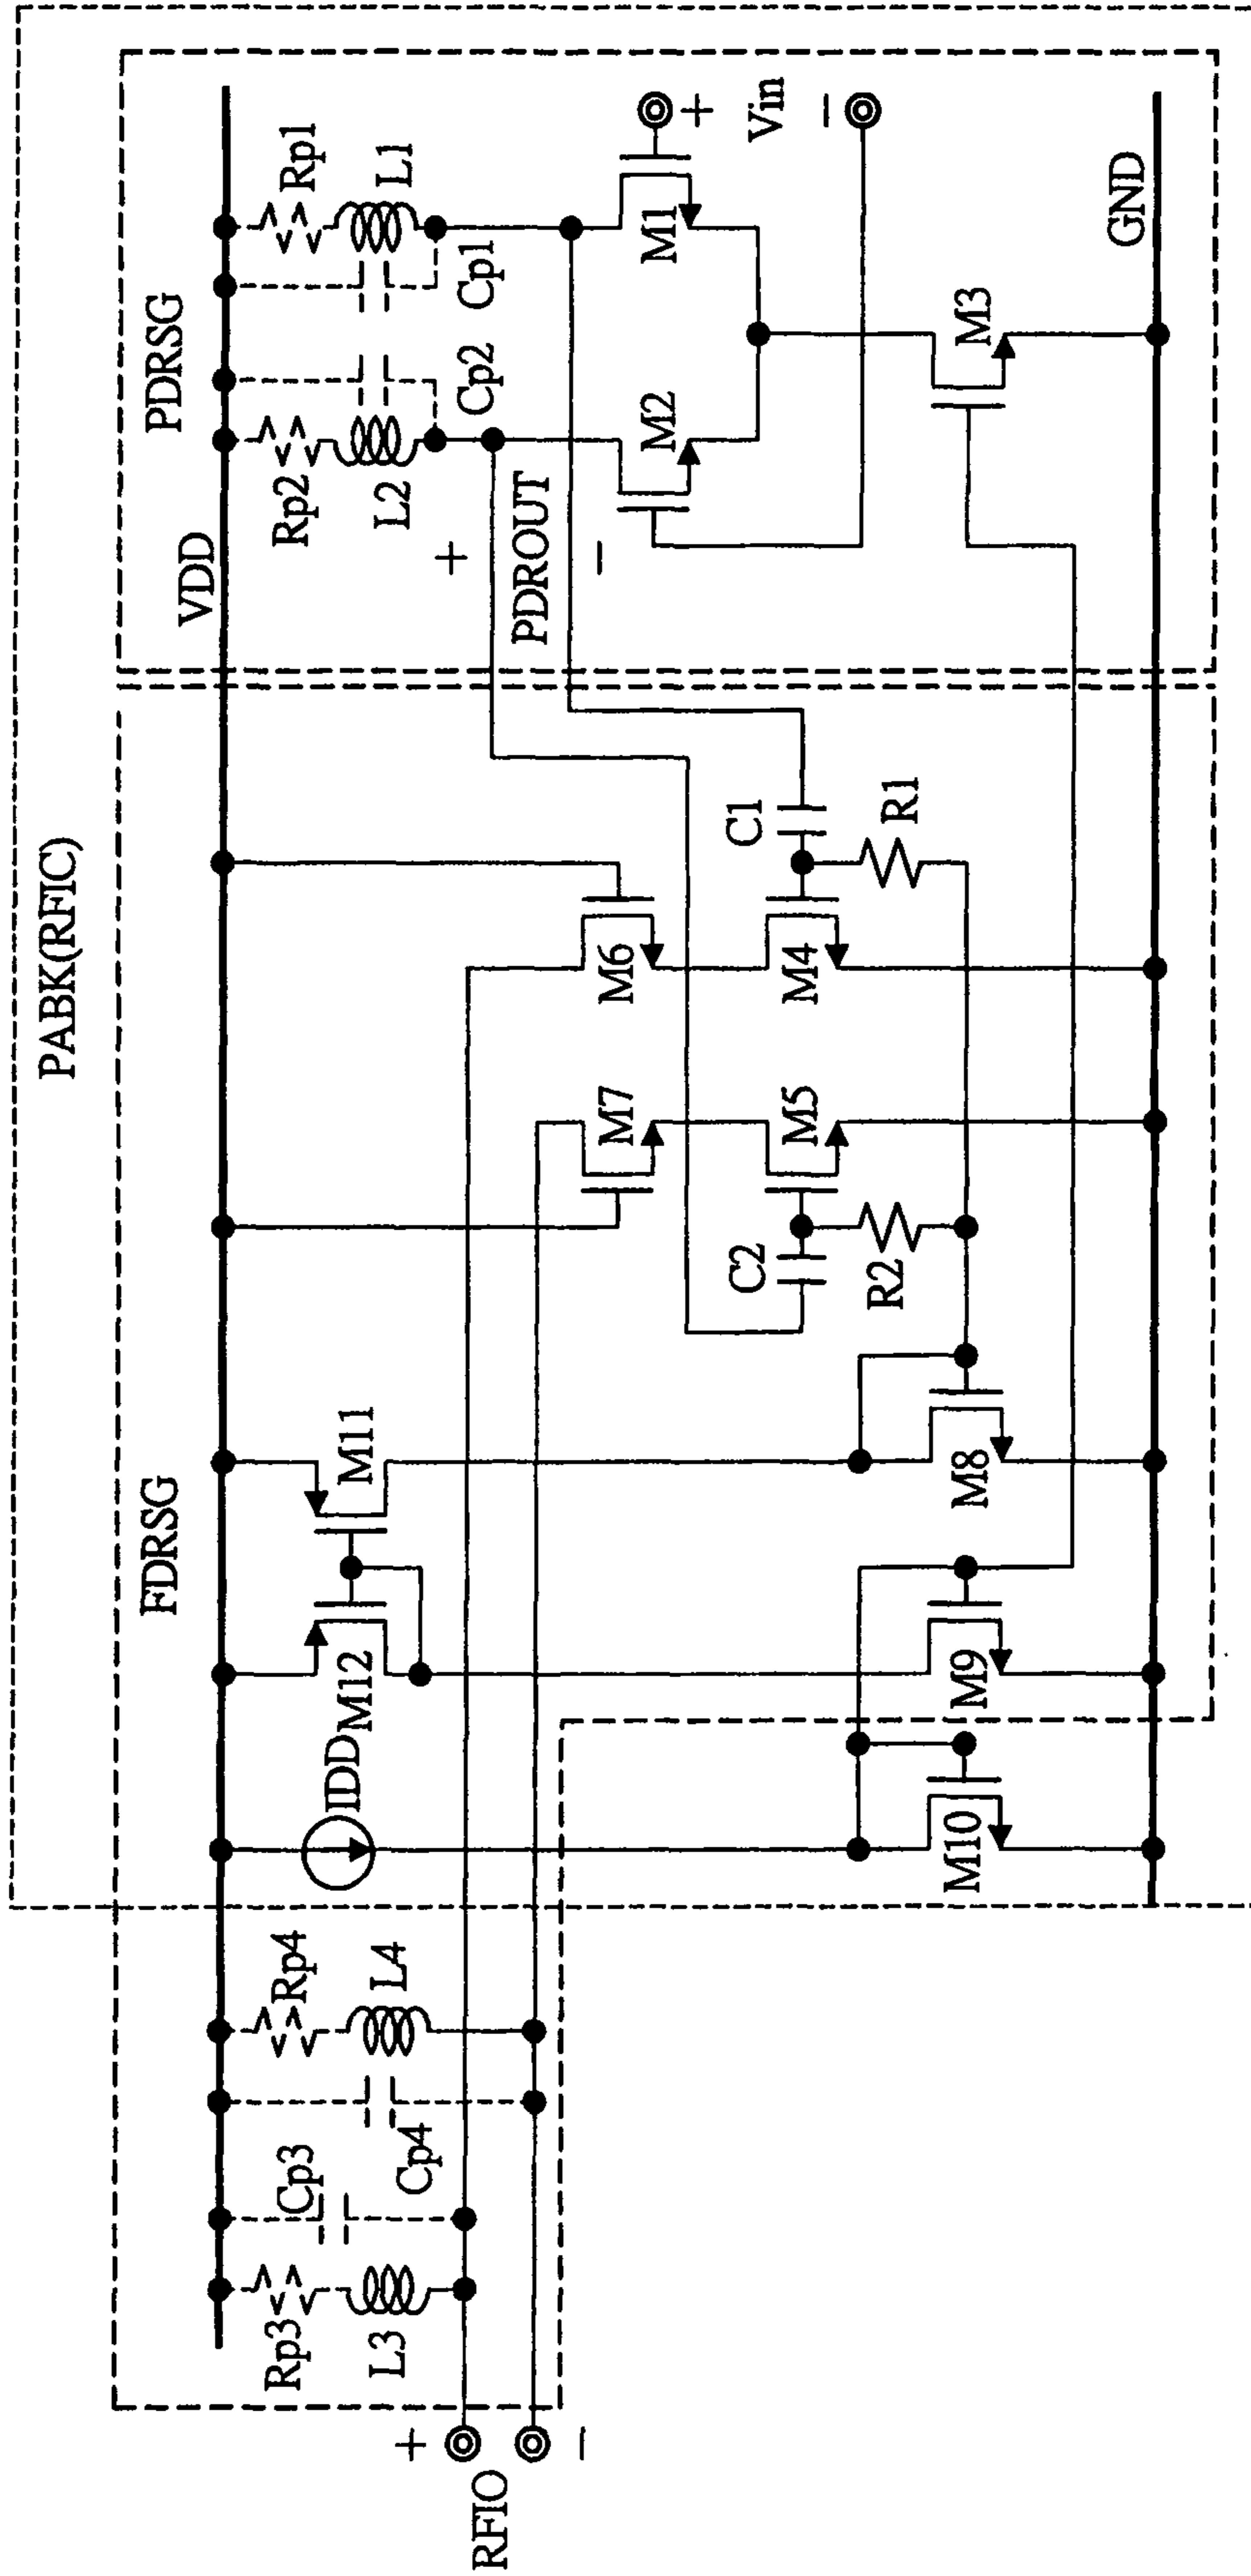 PABK(RFIC)
FDRSG
PDRSG
VDD
Rp3
L3
Cp3
Cp4
Rp4
L4
IDD
M12
M11
Rp2
L2
Cp2
Cp1
Rp1
L1
+
RFIO
−
+
PDROUT
−
M7
M6
M2
M1
+
Vin
−
C2
M5
M4
C1
R2
R1
M10
M9
M8
M3
GND